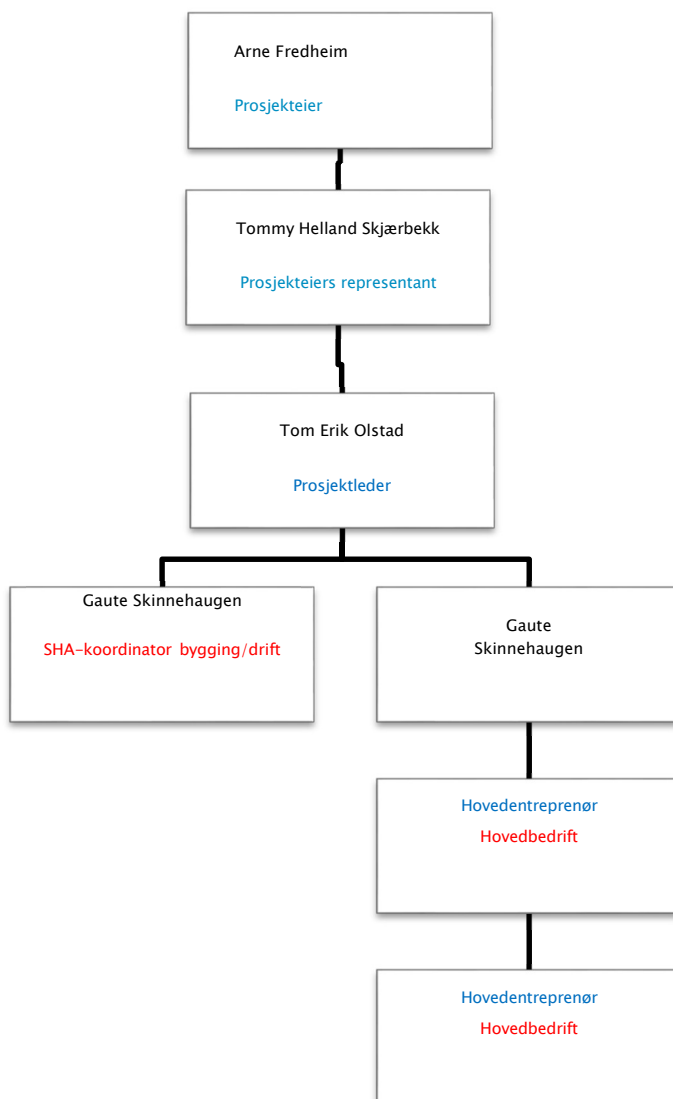 Arne Fredheim
Prosjekteier
Tommy Helland Skjærbekk
Prosjekteiers representant
Tom Erik Olstad
Prosjektleder
Gaute Skinnehaugen
SHA-koordinator bygging/drift
Gaute
Skinnehaugen
Hovedentreprenør
Hovedbedrift
Hovedentreprenør
Hovedbedrift